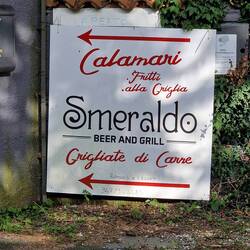 Calamari
Fritti
alla Griglia
Smeraldo
BEER AND GRILL
Grigliate di Carne